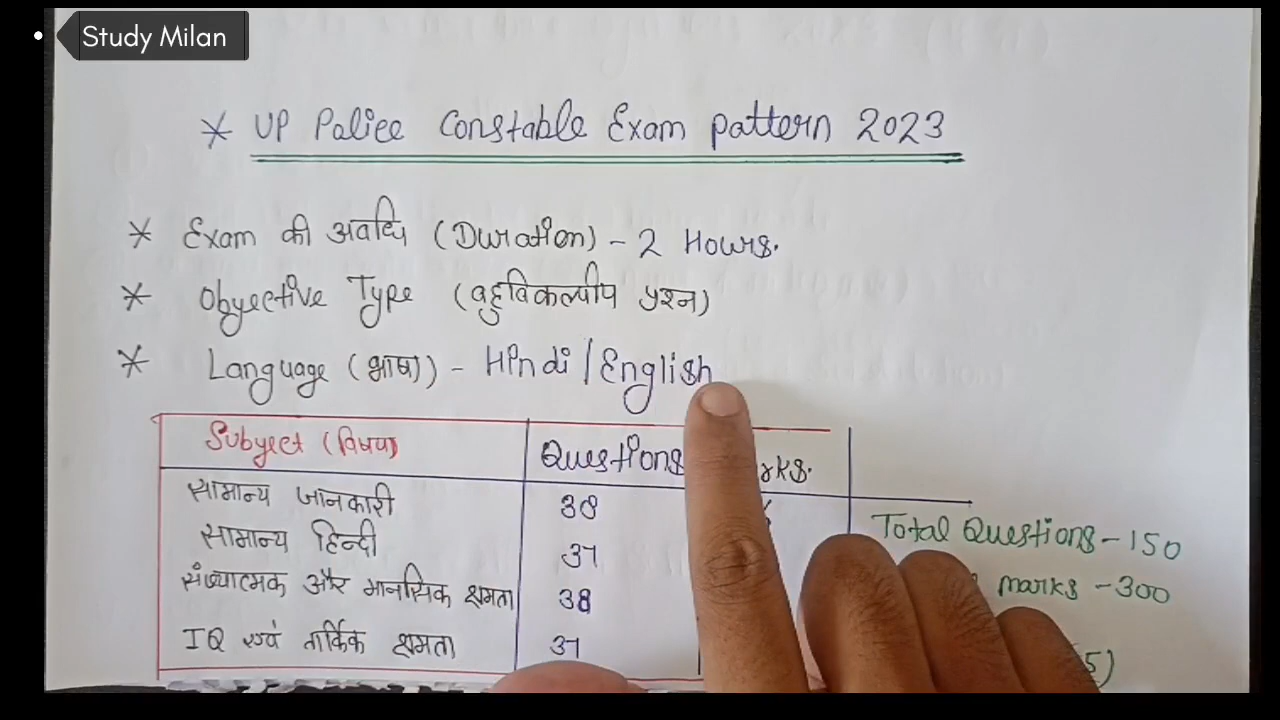 Study Milan
* UP Police Constable Exam pattern 2023
* Exam की अवधि (Duration) - 2 Hours.
* Obyective Type (बहुविकल्पीय प्रश्न)
* Language (भाषा) - Hindi / English
Subyect (विषय) Questions
सामान्य जानकारी 38
सामान्य हिन्दी 37
संख्यात्मक और मानसिक क्षमता 38
IQ एवं तार्किक क्षमता 37
Total Questions - 150
marks - 300